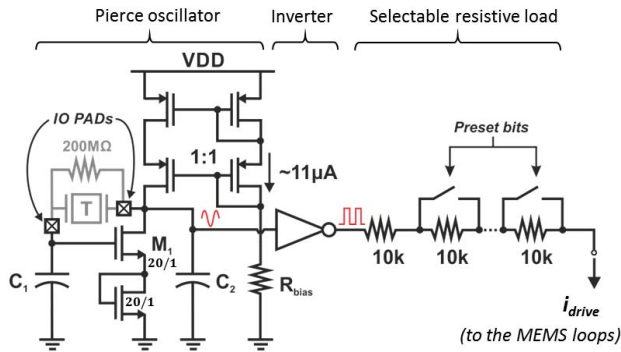 Pierce oscillator Inverter Selectable resistive load
VDD
IO PADs
200MΩ
T
1:1
~11µA
Preset bits
M1
20/1
20/1
C1
C2
Rbias
10k
10k
10k
idrive
(to the MEMS loops)